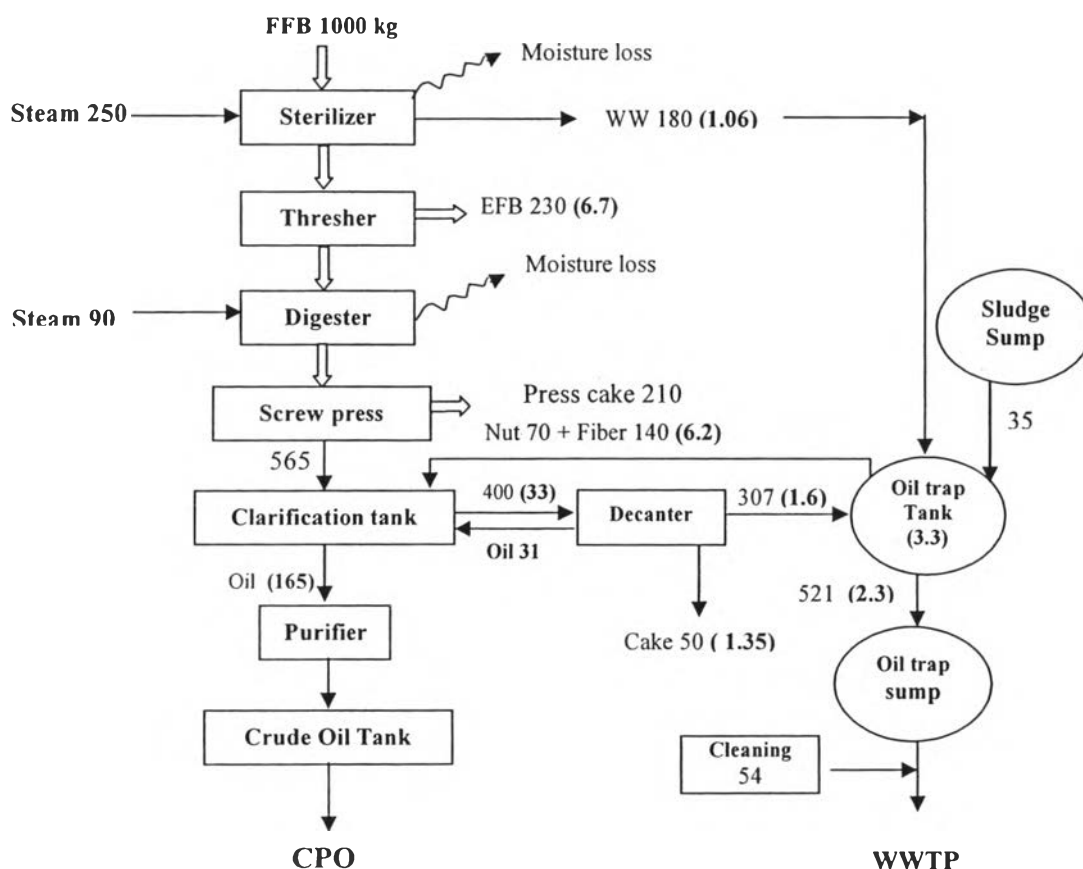 FFB 1000 kg
Moisture loss
Steam 250
Sterilizer
WW 180 (1.06)
Thresher
EFB 230 (6.7)
Moisture loss
Steam 90
Digester
Sludge
Sump
Screw press
Press cake 210
Nut 70 + Fiber 140 (6.2)
35
565
Clarification tank
400 (33)
Oil 31
Decanter
307 (1.6)
Oil trap
Tank
(3.3)
Oil (165)
521 (2.3)
Purifier
Cake 50 ( 1.35)
Oil trap
sump
Crude Oil Tank
Cleaning
54
CPO
WWTP